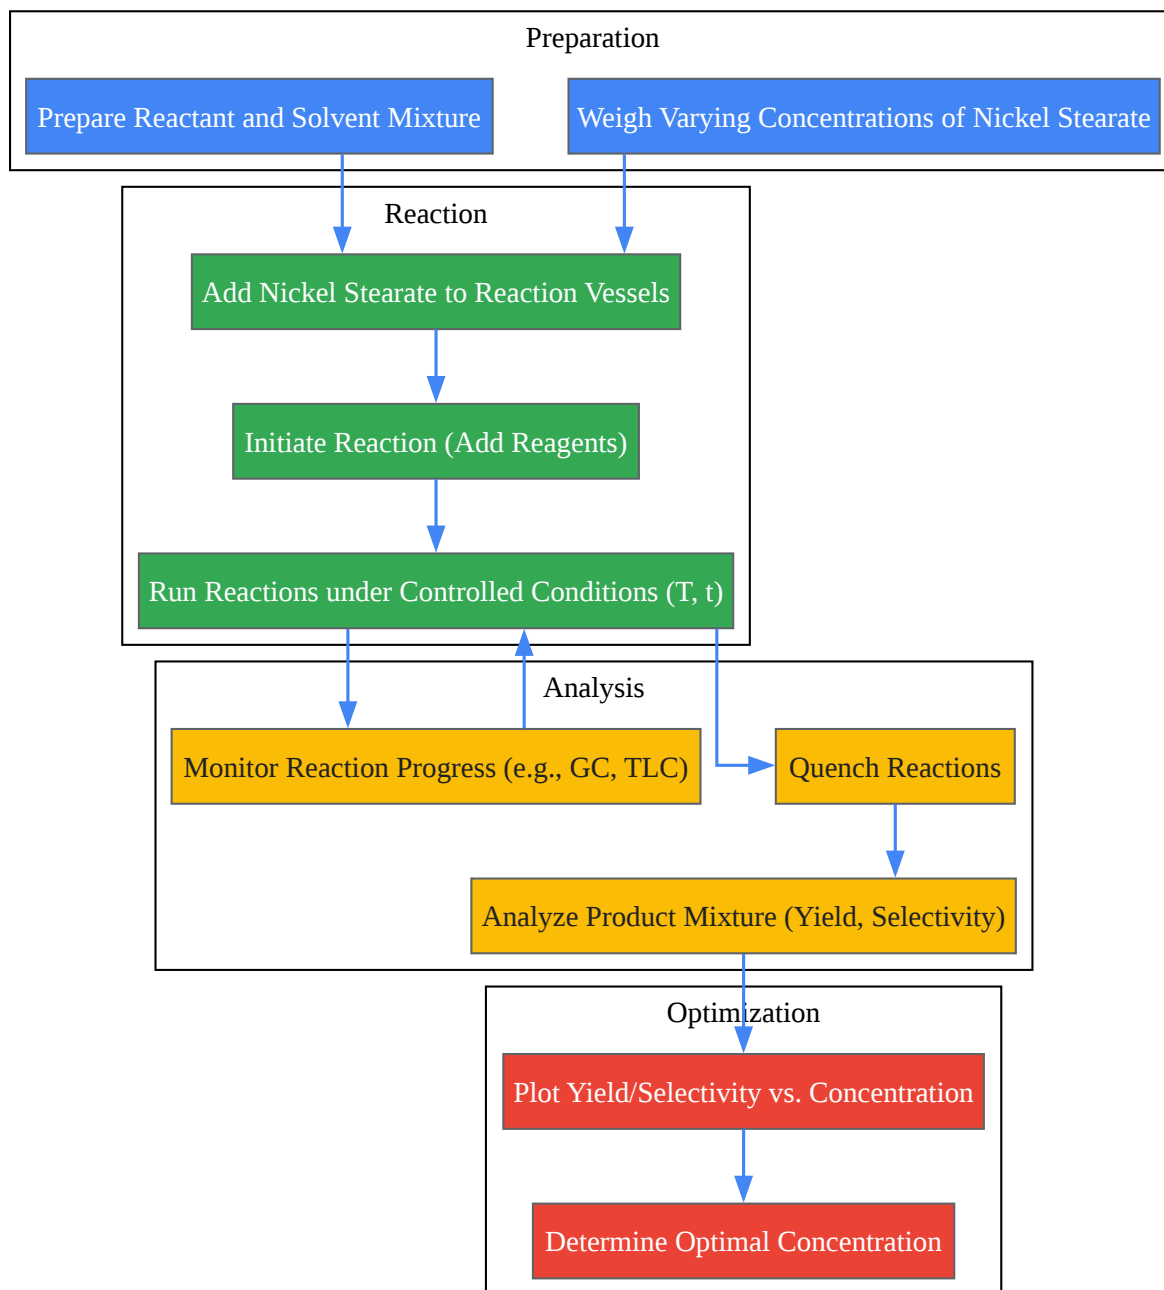 Preparation
Prepare Reactant and Solvent Mixture
Weigh Varying Concentrations of Nickel Stearate
Reaction
Add Nickel Stearate to Reaction Vessels
Initiate Reaction (Add Reagents)
Run Reactions under Controlled Conditions (T, t)
Analysis
Monitor Reaction Progress (e.g., GC, TLC)
Quench Reactions
Analyze Product Mixture (Yield, Selectivity)
Optimization
Plot Yield/Selectivity vs. Concentration
Determine Optimal Concentration